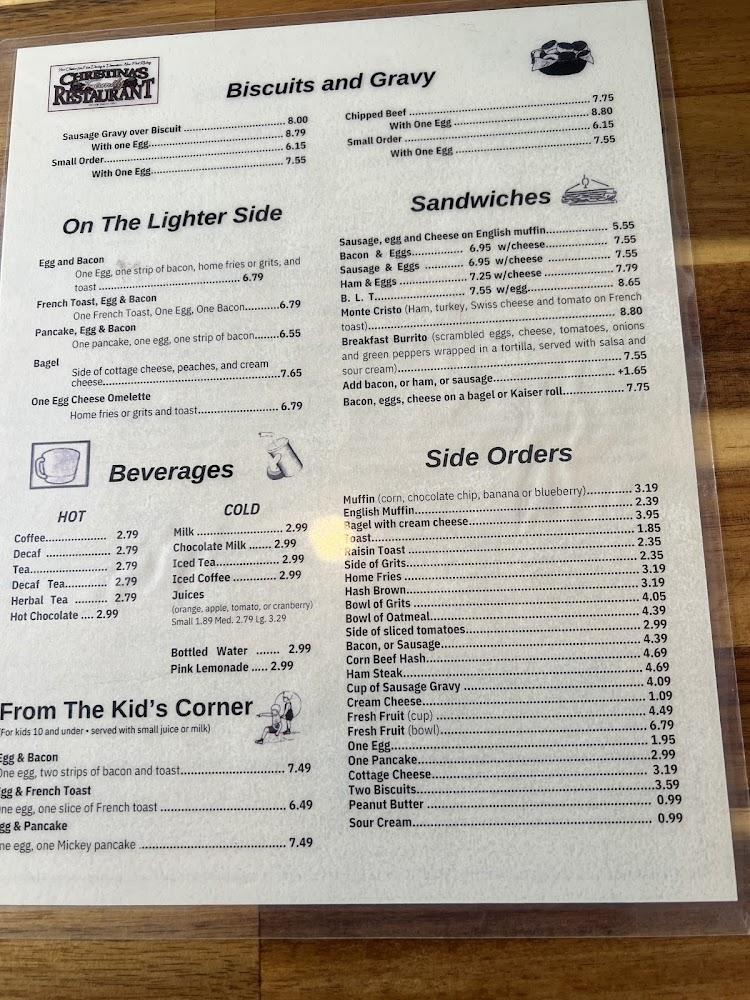 CHRISTINA'S
Family
RESTAURANT
Biscuits and Gravy
Sausage Gravy over Biscuit ........ 8.00
With one Egg........ 8.79
Small Order........ 6.15
With One Egg........ 7.55
Chipped Beef ........ 7.75
With One Egg ........ 8.80
Small Order ........ 6.15
With One Egg ........ 7.55
On The Lighter Side
Egg and Bacon
One Egg, one strip of bacon, home fries or grits, and
toast ........ 6.79
French Toast, Egg & Bacon
One French Toast, One Egg, One Bacon........6.79
Pancake, Egg & Bacon
One pancake, one egg, one strip of bacon........6.55
Bagel
Side of cottage cheese, peaches, and cream
cheese........7.65
One Egg Cheese Omelette
Home fries or grits and toast........ 6.79
Sandwiches
Sausage, egg and Cheese on English muffin........ 5.55
Bacon & Eggs........ 6.95 w/cheese........ 7.55
Sausage & Eggs ........ 6.95 w/cheese ........ 7.55
Ham & Eggs ........ 7.25 w/cheese ........ 7.79
B. L. T........ 7.55 w/egg........ 8.65
Monte Cristo (Ham, turkey, Swiss cheese and tomato on French
toast)........ 8.80
Breakfast Burrito (scrambled eggs, cheese, tomatoes, onions
and green peppers wrapped in a tortilla, served with salsa and
sour cream)........ 7.55
Add bacon, or ham, or sausage........ +1.65
Bacon, eggs, cheese on a bagel or Kaiser roll........ 7.75
Beverages
HOT
Coffee........ 2.79
Decaf ........ 2.79
Tea........ 2.79
Decaf Tea........ 2.79
Herbal Tea ........ 2.79
Hot Chocolate .... 2.99
COLD
Milk ........ 2.99
Chocolate Milk ....... 2.99
Iced Tea........ 2.99
Iced Coffee ........ 2.99
Juices
(orange, apple, tomato, or cranberry)
Small 1.89 Med. 2.79 Lg. 3.29
Bottled Water ....... 2.99
Pink Lemonade ..... 2.99
From The Kid's Corner
(For kids 10 and under • served with small juice or milk)
Egg & Bacon
One egg, two strips of bacon and toast........ 7.49
Egg & French Toast
One egg, one slice of French toast ........ 6.49
Egg & Pancake
One egg, one Mickey pancake ........ 7.49
Side Orders
Muffin (corn, chocolate chip, banana or blueberry)........ 3.19
English Muffin........ 2.39
Bagel with cream cheese........ 3.95
Toast........ 1.85
Raisin Toast ........ 2.35
Side of Grits........ 2.35
Home Fries ........ 3.19
Hash Brown........ 3.19
Bowl of Grits ........ 4.05
Bowl of Oatmeal........ 4.39
Side of sliced tomatoes........ 2.99
Bacon, or Sausage........ 4.39
Corn Beef Hash........ 4.69
Ham Steak........ 4.69
Cup of Sausage Gravy ........ 4.09
Cream Cheese........ 1.09
Fresh Fruit (cup) ........ 4.49
Fresh Fruit (bowl)........ 6.79
One Egg........ 1.95
One Pancake........2.99
Cottage Cheese........ 3.19
Two Biscuits........3.59
Peanut Butter ........ 0.99
Sour Cream........ 0.99